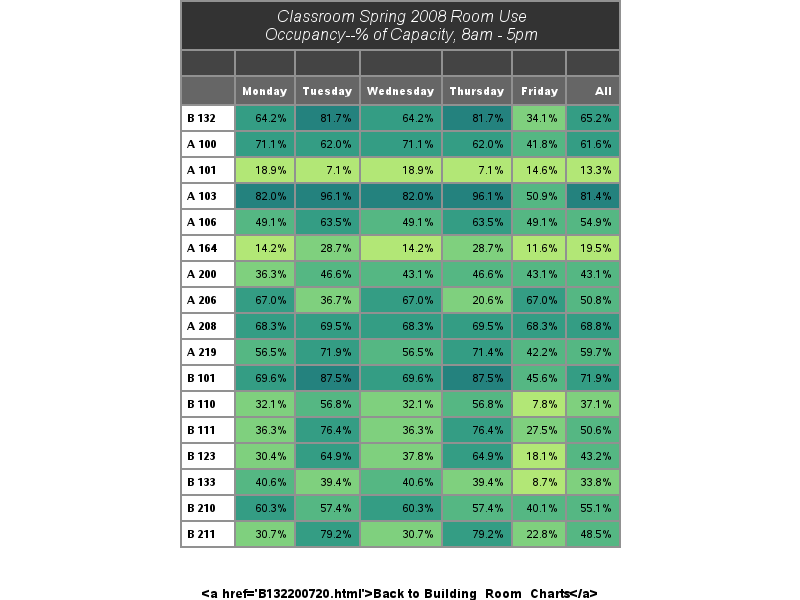 Classroom Spring 2008 Room Use
Occupancy--% of Capacity, 8am - 5pm
Monday Tuesday Wednesday Thursday Friday All
B 132 64.2% 81.7% 64.2% 81.7% 34.1% 65.2%
A 100 71.1% 62.0% 71.1% 62.0% 41.8% 61.6%
A 101 18.9% 7.1% 18.9% 7.1% 14.6% 13.3%
A 103 82.0% 96.1% 82.0% 96.1% 50.9% 81.4%
A 106 49.1% 63.5% 49.1% 63.5% 49.1% 54.9%
A 164 14.2% 28.7% 14.2% 28.7% 11.6% 19.5%
A 200 36.3% 46.6% 43.1% 46.6% 43.1% 43.1%
A 206 67.0% 36.7% 67.0% 20.6% 67.0% 50.8%
A 208 68.3% 69.5% 68.3% 69.5% 68.3% 68.8%
A 219 56.5% 71.9% 56.5% 71.4% 42.2% 59.7%
B 101 69.6% 87.5% 69.6% 87.5% 45.6% 71.9%
B 110 32.1% 56.8% 32.1% 56.8% 7.8% 37.1%
B 111 36.3% 76.4% 36.3% 76.4% 27.5% 50.6%
B 123 30.4% 64.9% 37.8% 64.9% 18.1% 43.2%
B 133 40.6% 39.4% 40.6% 39.4% 8.7% 33.8%
B 210 60.3% 57.4% 60.3% 57.4% 40.1% 55.1%
B 211 30.7% 79.2% 30.7% 79.2% 22.8% 48.5%
<a href='B132200720.html'>Back to Building_Room_Charts</a>